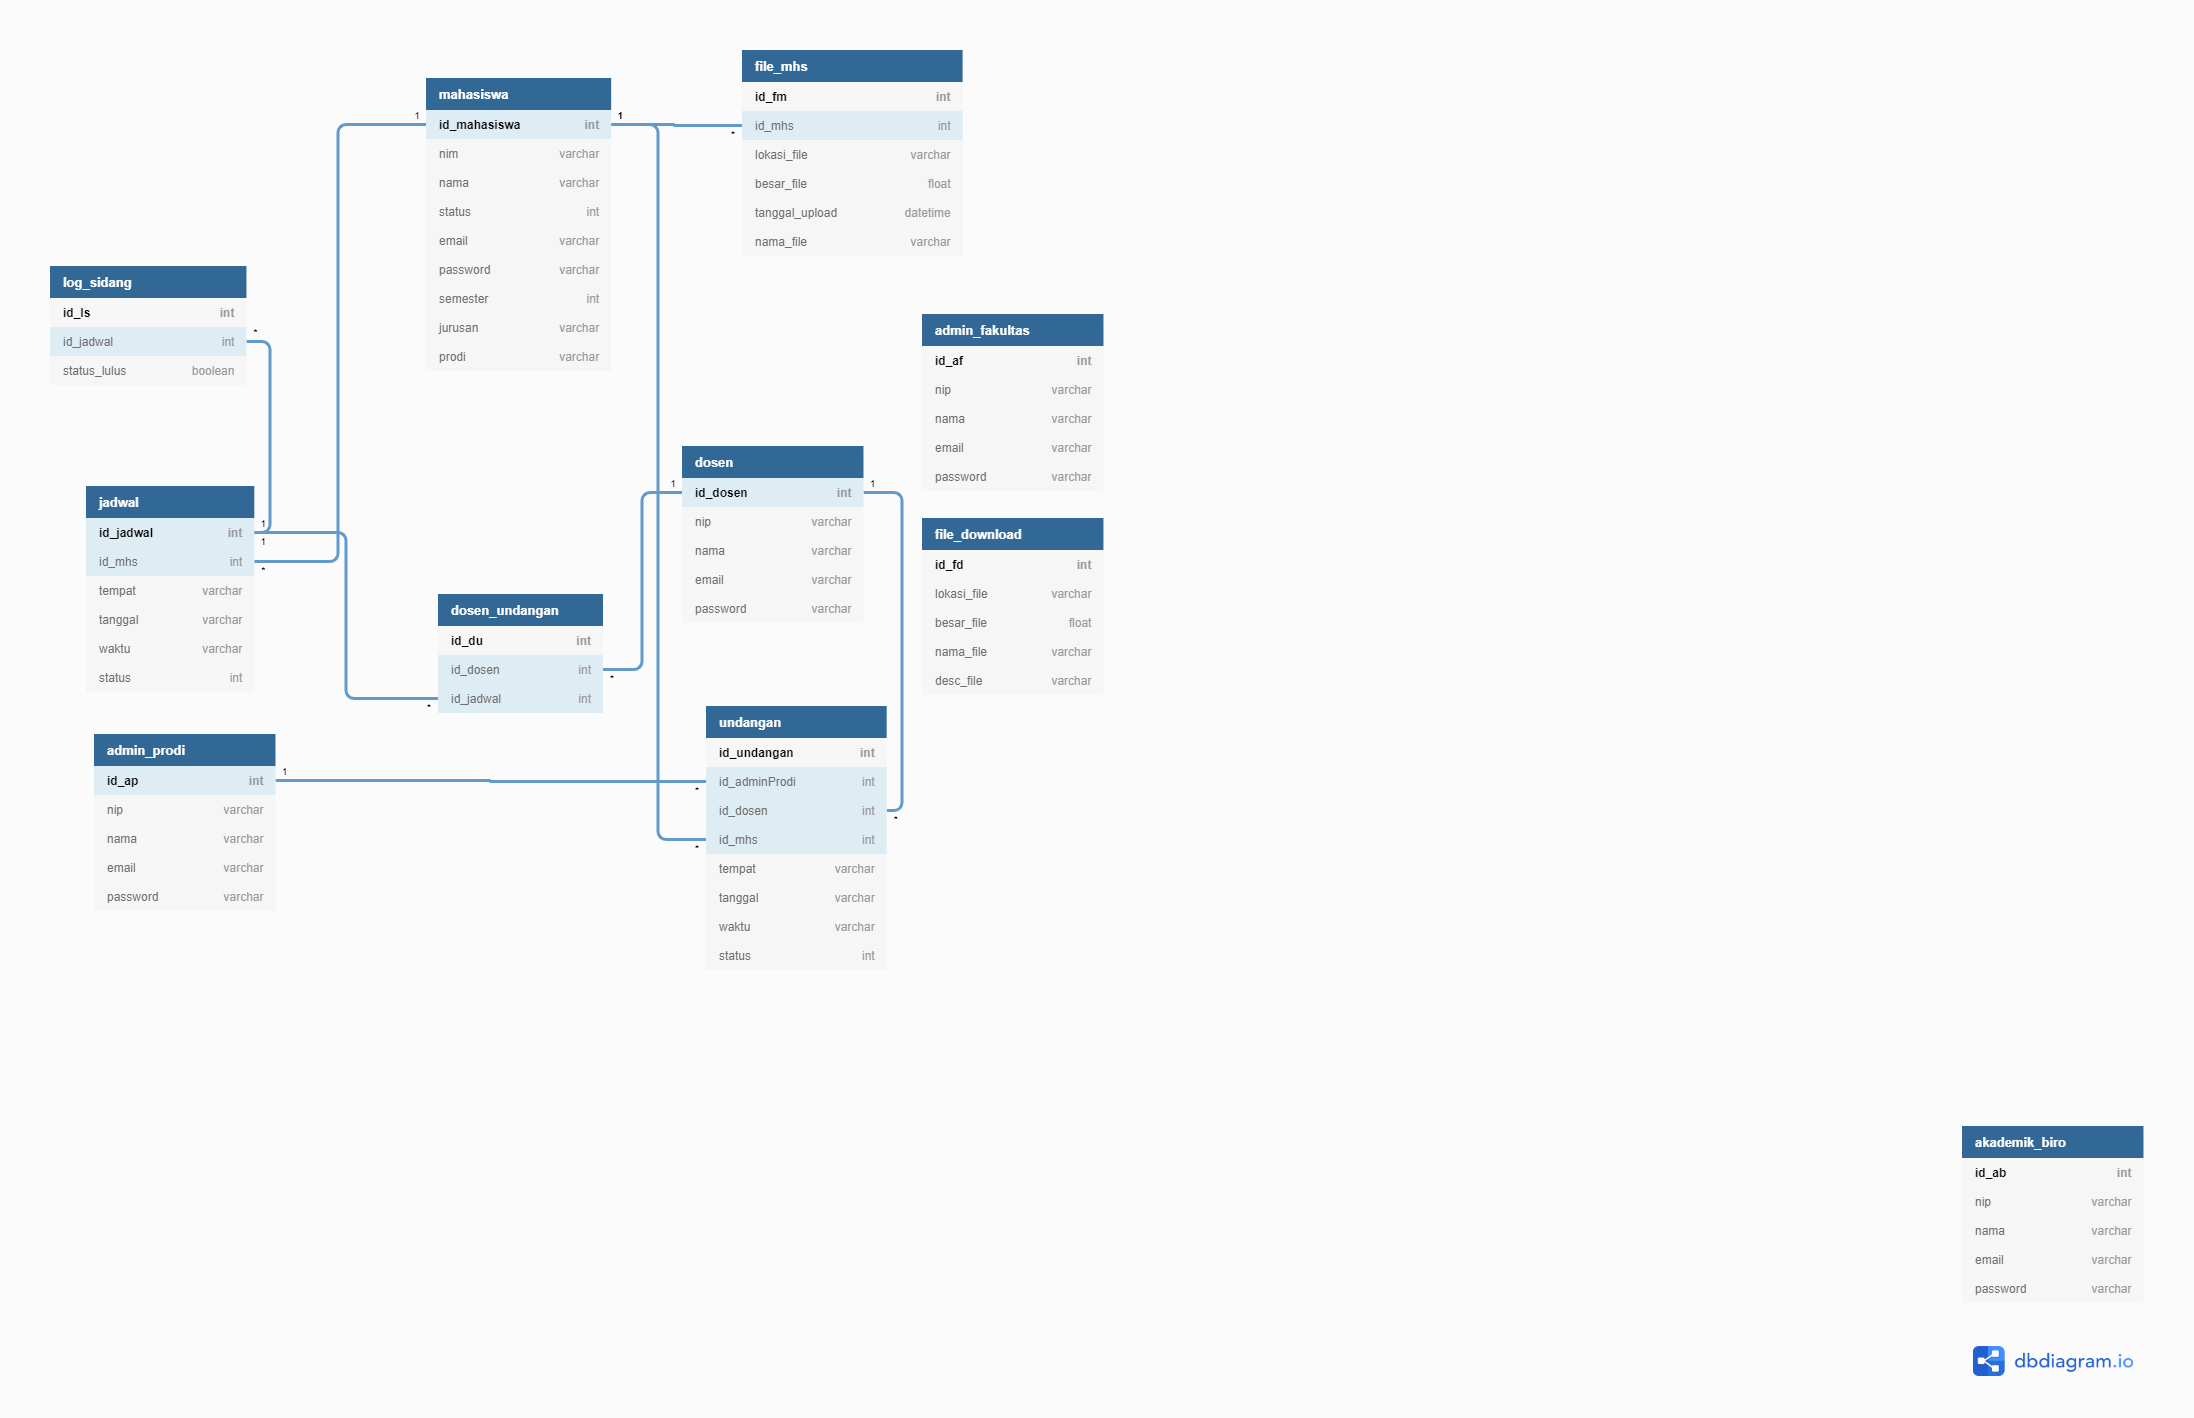 file_mhs
id_fm int
id_mhs int
lokasi_file varchar
besar_file float
tanggal_upload datetime
nama_file varchar
mahasiswa
1 id_mahasiswa int 1
nim varchar
nama varchar
status int
email varchar
password varchar
semester int
jurusan varchar
prodi varchar
*
log_sidang
id_ls int
id_jadwal int *
status_lulus boolean
admin_fakultas
id_af int
nip varchar
nama varchar
email varchar
password varchar
dosen
1 id_dosen int 1
nip varchar
nama varchar
email varchar
password varchar
jadwal
id_jadwal int 1
1
id_mhs int *
tempat varchar
tanggal varchar
waktu varchar
status int
file_download
id_fd int
lokasi_file varchar
besar_file float
nama_file varchar
desc_file varchar
dosen_undangan
id_du int
id_dosen int *
* id_jadwal int
admin_prodi
id_ap int 1
nip varchar
nama varchar
email varchar
password varchar
undangan
id_undangan int
* id_adminProdi int
id_dosen int *
* id_mhs int
tempat varchar
tanggal varchar
waktu varchar
status int
akademik_biro
id_ab int
nip varchar
nama varchar
email varchar
password varchar
dbdiagram.io